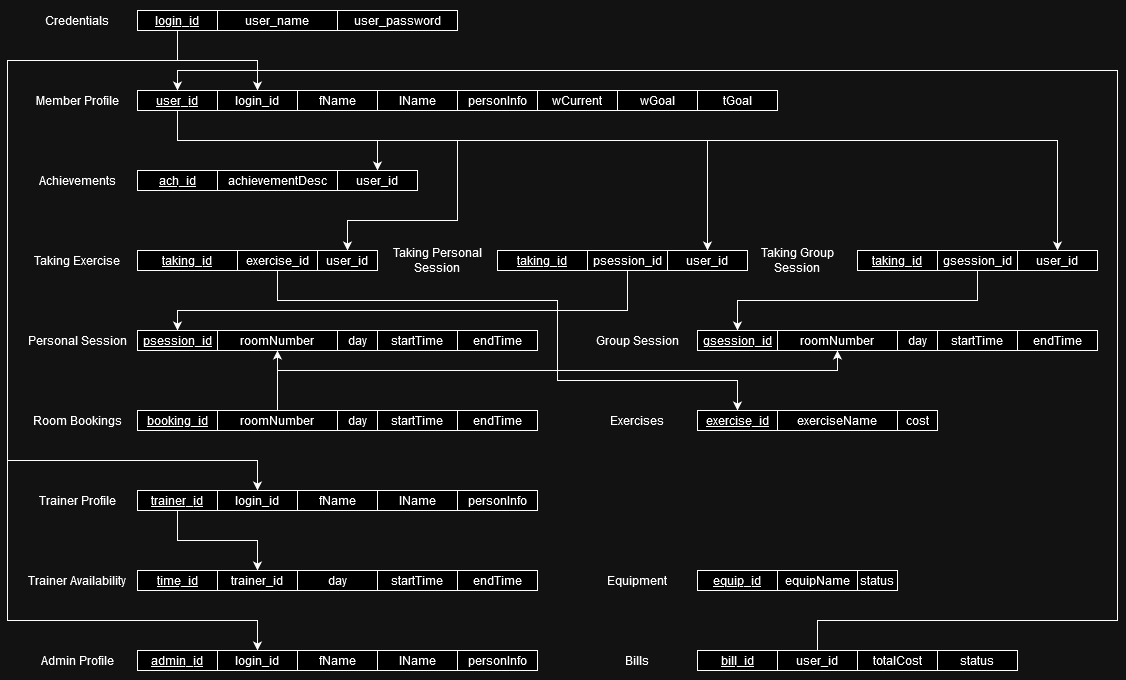 Credentials login_id user_name user_password
Member Profile user_id login_id fName lName personInfo wCurrent wGoal tGoal
Achievements ach_id achievementDesc user_id
Taking Exercise taking_id exercise_id user_id
Taking Personal
Session
taking_id psession_id user_id
Taking Group
Session
taking_id gsession_id user_id
Personal Session psession_id roomNumber day startTime endTime
Group Session gsession_id roomNumber day startTime endTime
Room Bookings booking_id roomNumber day startTime endTime
Exercises exercise_id exerciseName cost
Trainer Profile trainer_id login_id fName lName personInfo
Trainer Availability time_id trainer_id day startTime endTime
Equipment equip_id equipName status
Admin Profile admin_id login_id fName lName personInfo
Bills bill_id user_id totalCost status